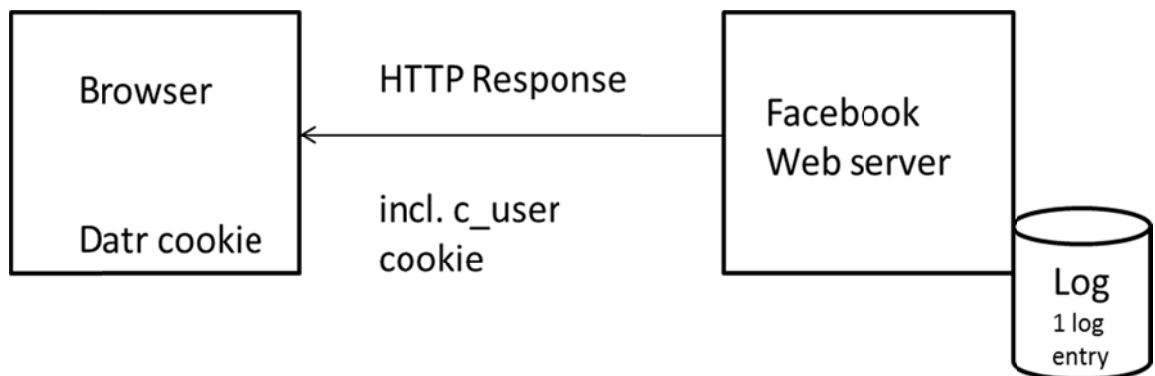 Browser
Datr cookie
HTTP Response
incl. c_user
cookie
Facebook
Web server
Log
1 log
entry